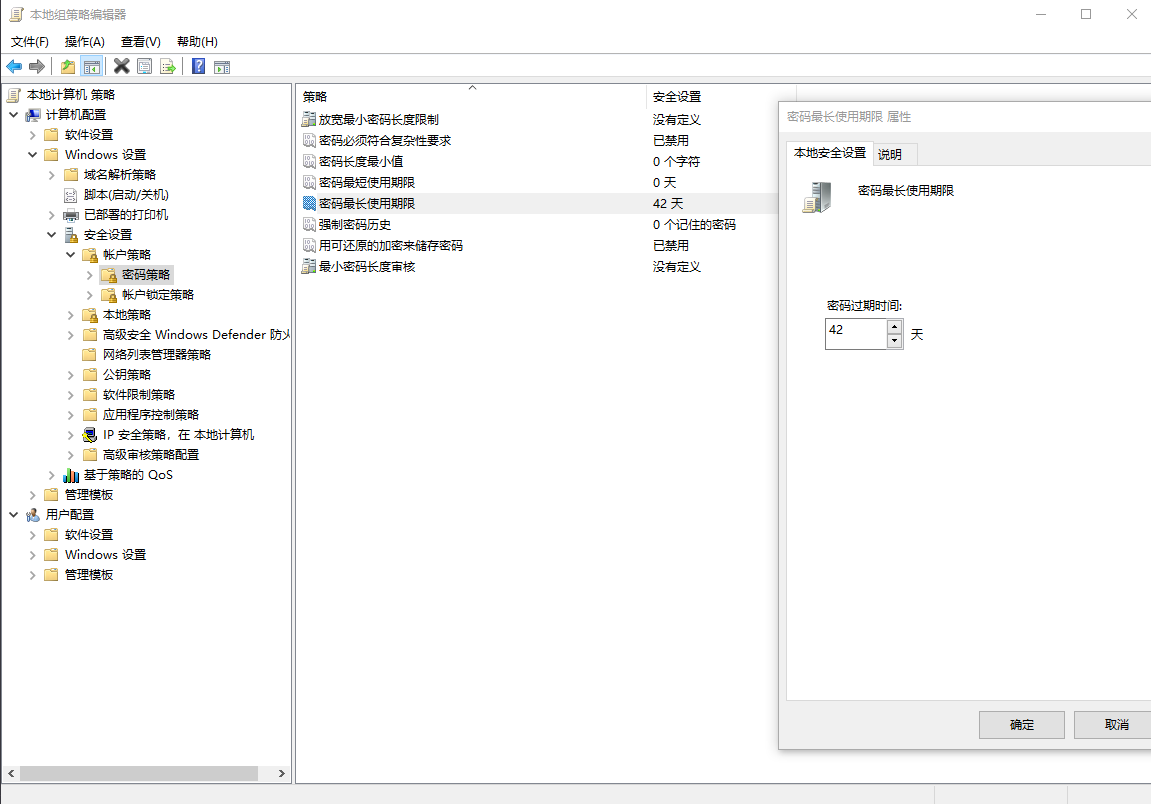 本地组策略编辑器
文件(F) 操作(A) 查看(V) 帮助(H)
本地计算机 策略
计算机配置
软件设置
Windows 设置
域名解析策略
脚本(启动/关机)
已部署的打印机
安全设置
帐户策略
密码策略
帐户锁定策略
本地策略
高级安全 Windows Defender 防火
网络列表管理器策略
公钥策略
软件限制策略
应用程序控制策略
IP 安全策略，在 本地计算机
高级审核策略配置
基于策略的 QoS
管理模板
用户配置
软件设置
Windows 设置
管理模板
策略 安全设置
放宽最小密码长度限制 没有定义
密码必须符合复杂性要求 已禁用
密码长度最小值 0 个字符
密码最短使用期限 0 天
密码最长使用期限 42 天
强制密码历史 0 个记住的密码
用可还原的加密来储存密码 已禁用
最小密码长度审核 没有定义
密码最长使用期限 属性
本地安全设置 说明
密码最长使用期限
密码过期时间:
42 天
确定 取消